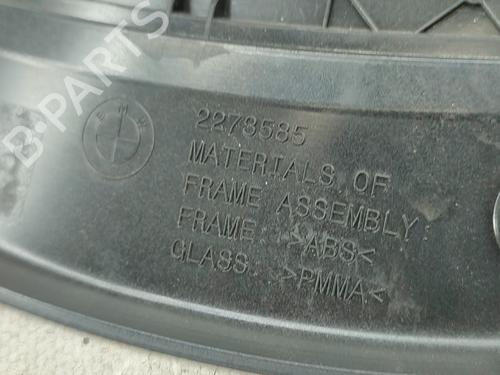 B-PARTS
BMW
2278585
MATERIALS OF
FRAME ASSEMBLY
FRAME >ABS<
GLASS >PMMA<